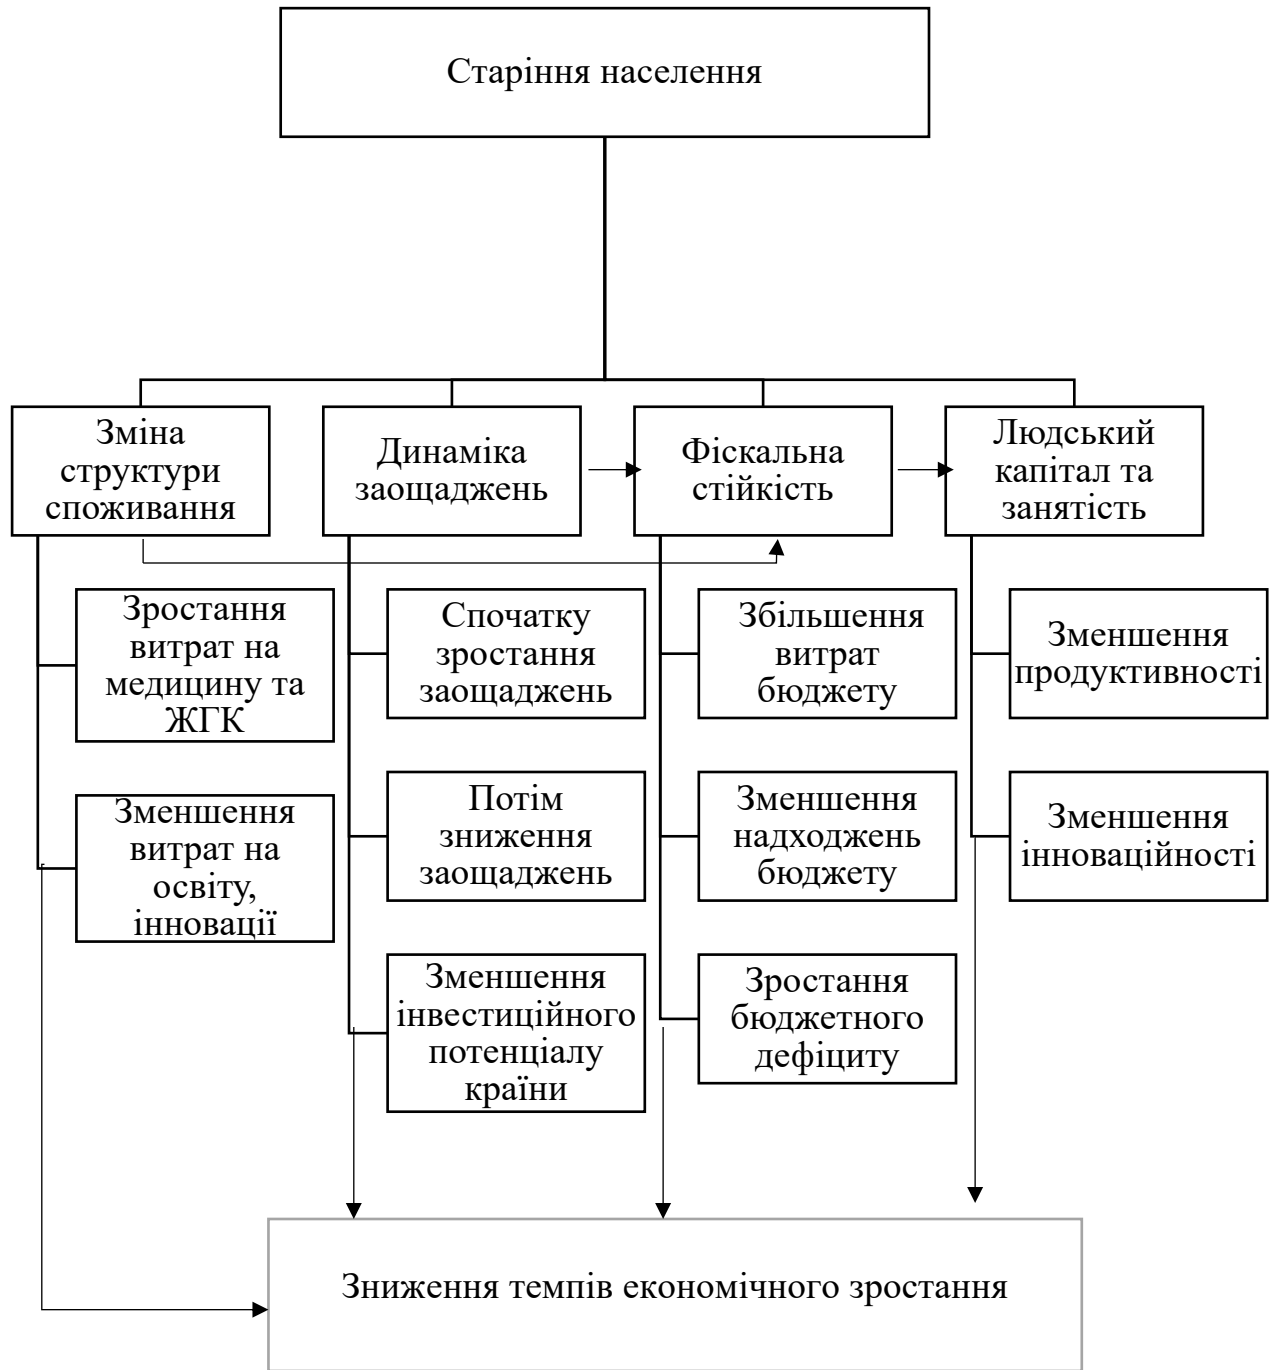 Старіння населення
Зміна
структури
споживання
Динаміка
заощаджень
Фіскальна
стійкість
Людський
капітал та
занятість
Зростання
витрат на
медицину та
ЖГК
Зменшення
витрат на
освіту,
інновації
Спочатку
зростання
заощаджень
Потім
зниження
заощаджень
Зменшення
інвестиційного
потенціалу
країни
Збільшення
витрат
бюджету
Зменшення
надходжень
бюджету
Зростання
бюджетного
дефіциту
Зменшення
продуктивності
Зменшення
інноваційності
Зниження темпів економічного зростання